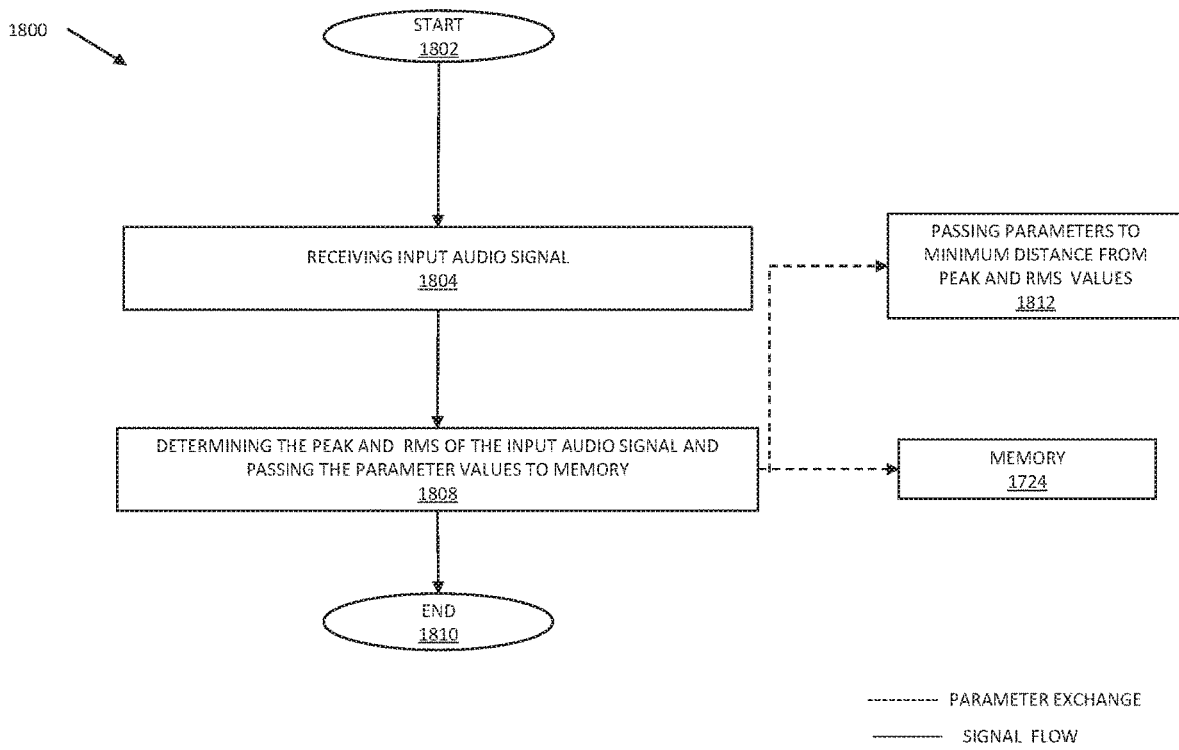 1800
START
1802
RECEIVING INPUT AUDIO SIGNAL
1804
PASSING PARAMETERS TO
MINIMUM DISTANCE FROM
PEAK AND RMS VALUES
1812
DETERMINING THE PEAK AND RMS OF THE INPUT AUDIO SIGNAL AND
PASSING THE PARAMETER VALUES TO MEMORY
1808
MEMORY
1724
END
1810
PARAMETER EXCHANGE
SIGNAL FLOW